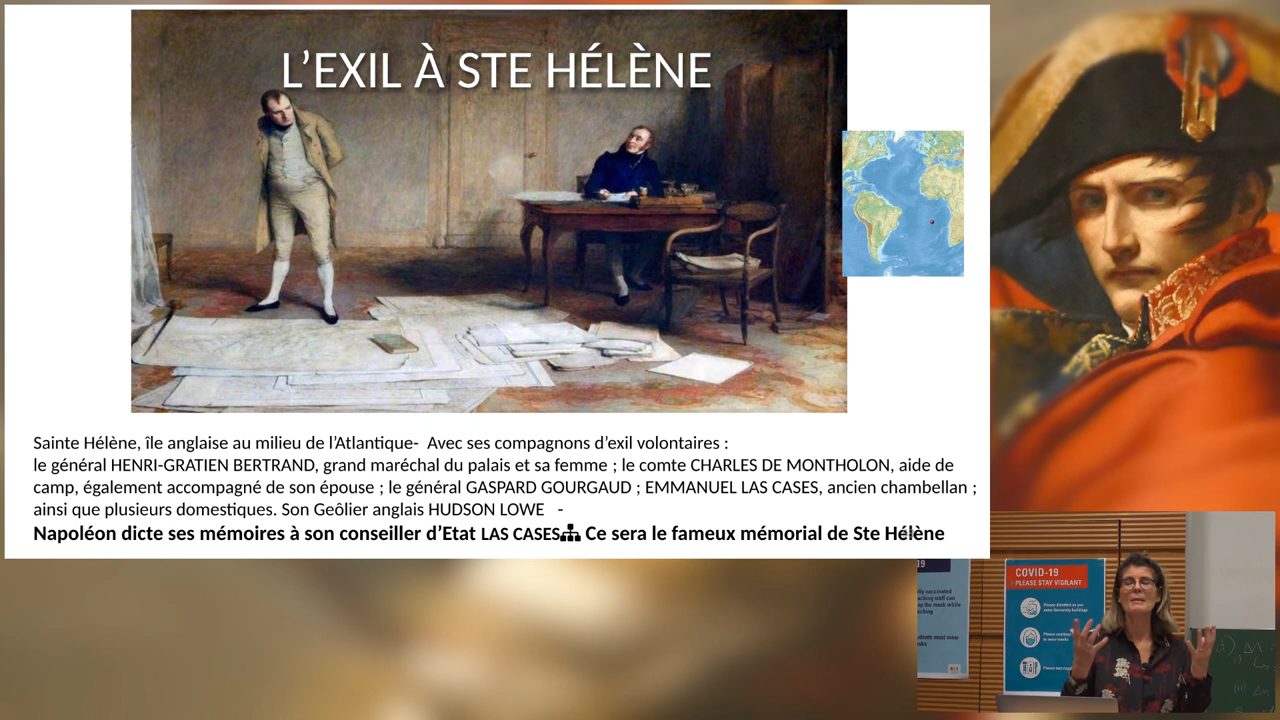 L'EXIL À STE HÉLÈNE
Sainte Hélène, île anglaise au milieu de l'Atlantique-  Avec ses compagnons d'exil volontaires :
le général HENRI-GRATIEN BERTRAND, grand maréchal du palais et sa femme ; le comte CHARLES DE MONTHOLON, aide de
camp, également accompagné de son épouse ; le général GASPARD GOURGAUD ; EMMANUEL LAS CASES, ancien chambellan ;
ainsi que plusieurs domestiques. Son Geôlier anglais HUDSON LOWE   -
Napoléon dicte ses mémoires à son conseiller d'Etat LAS CASES Ce sera le fameux mémorial de Ste Hélène
19
COVID-19
PLEASE STAY VIGILANT